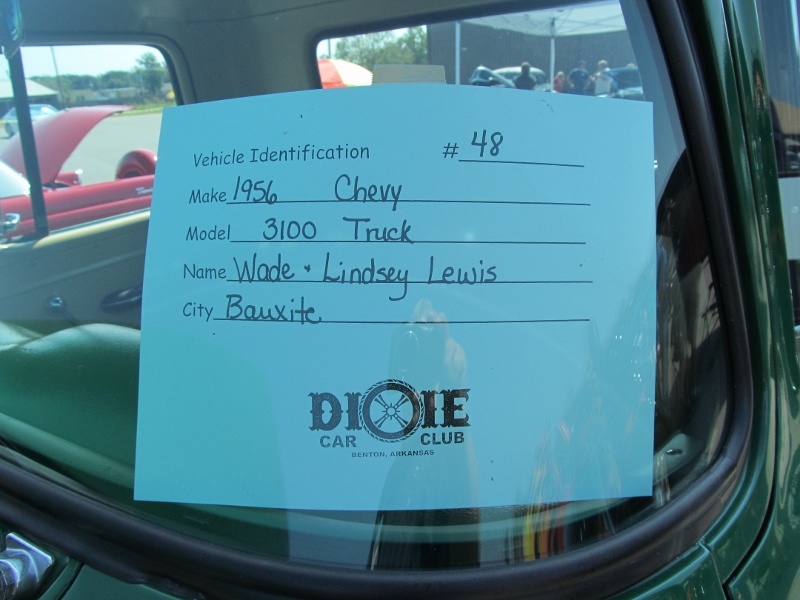 Vehicle Identification # 48
Make 1956 Chevy
Model 3100 Truck
Name Wade + Lindsey Lewis
City Bauxite
DIXIE
CAR CLUB
BENTON, ARKANSAS